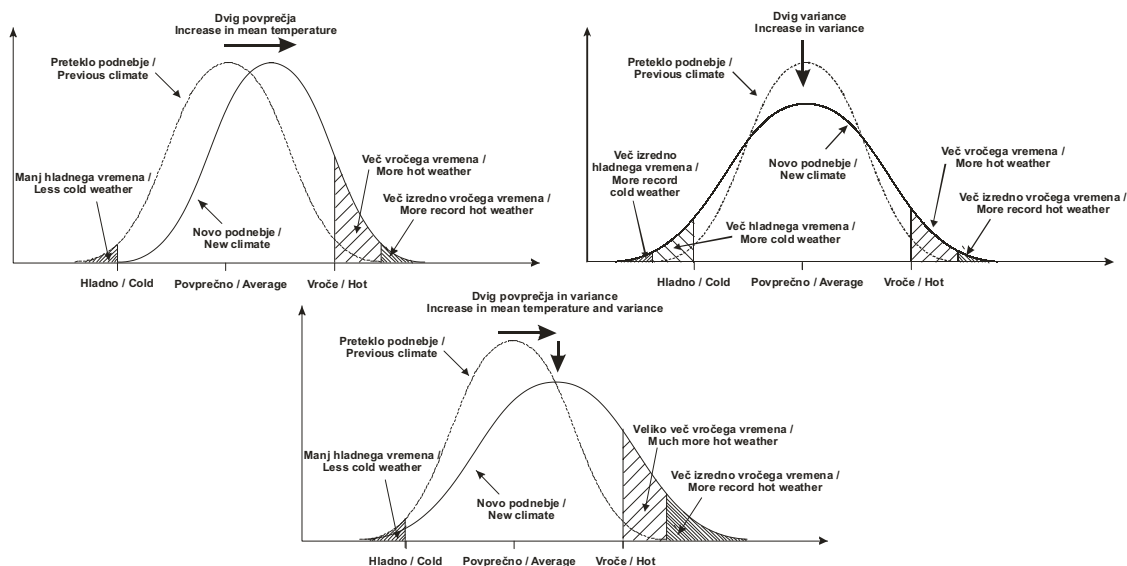 Dvig povprečja
Increase in mean temperature
Preteklo podnebje /
Previous climate
Manj hladnega vremena /
Less cold weather
Več vročega vremena /
More hot weather
Več izredno vročega vremena /
More record hot weather
Novo podnebje /
New climate
Hladno / Cold
Povprečno / Average
Vroče / Hot
Dvig variance
Increase in variance
Preteklo podnebje /
Previous climate
Več izredno
hladnega vremena /
More record
cold weather
Novo podnebje /
New climate
Več vročega vremena /
More hot weather
Več izredno vročega vremena /
More record hot weather
Več hladnega vremena /
More cold weather
Hladno / Cold
Povprečno / Average
Vroče / Hot
Dvig povprečja in variance
Increase in mean temperature and variance
Preteklo podnebje /
Previous climate
Manj hladnega vremena /
Less cold weather
Veliko več vročega vremena /
Much more hot weather
Več izredno vročega vremena /
More record hot weather
Novo podnebje /
New climate
Hladno / Cold
Povprečno / Average
Vroče / Hot